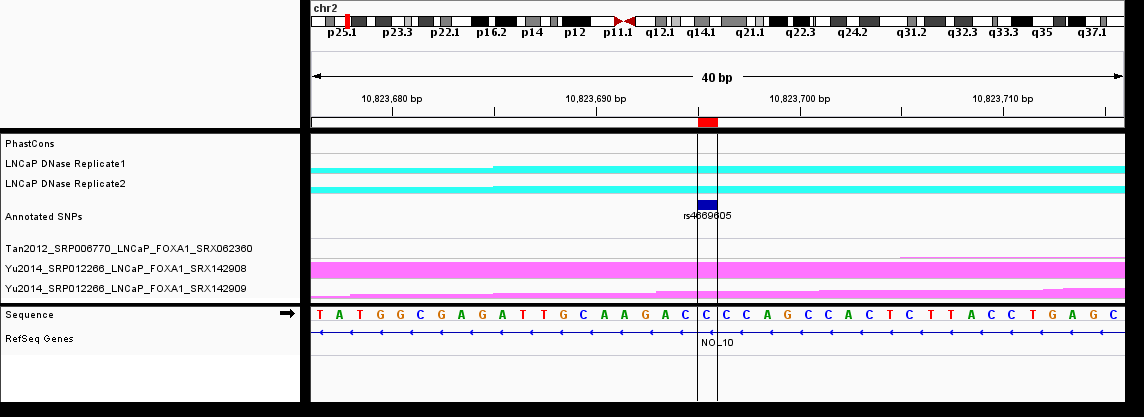 chr2
p25.1 p23.3 p22.1 p16.2 p14 p12 p11.1 q12.1 q14.1 q21.1 q22.3 q24.2 q31.2 q32.3 q33.3 q35 q37.1
40 bp
10,823,680 bp 10,823,690 bp 10,823,700 bp 10,823,710 bp
PhastCons
LNCaP DNase Replicate1
LNCaP DNase Replicate2
Annotated SNPs
rs4669605
Tan2012_SRP006770_LNCaP_FOXA1_SRX062360
Yu2014_SRP012266_LNCaP_FOXA1_SRX142908
Yu2014_SRP012266_LNCaP_FOXA1_SRX142909
Sequence T A T G G C G A G A T T G C A A G A C C C C A G C C A C T C T T A C C T G A G C
RefSeq Genes
NOL10